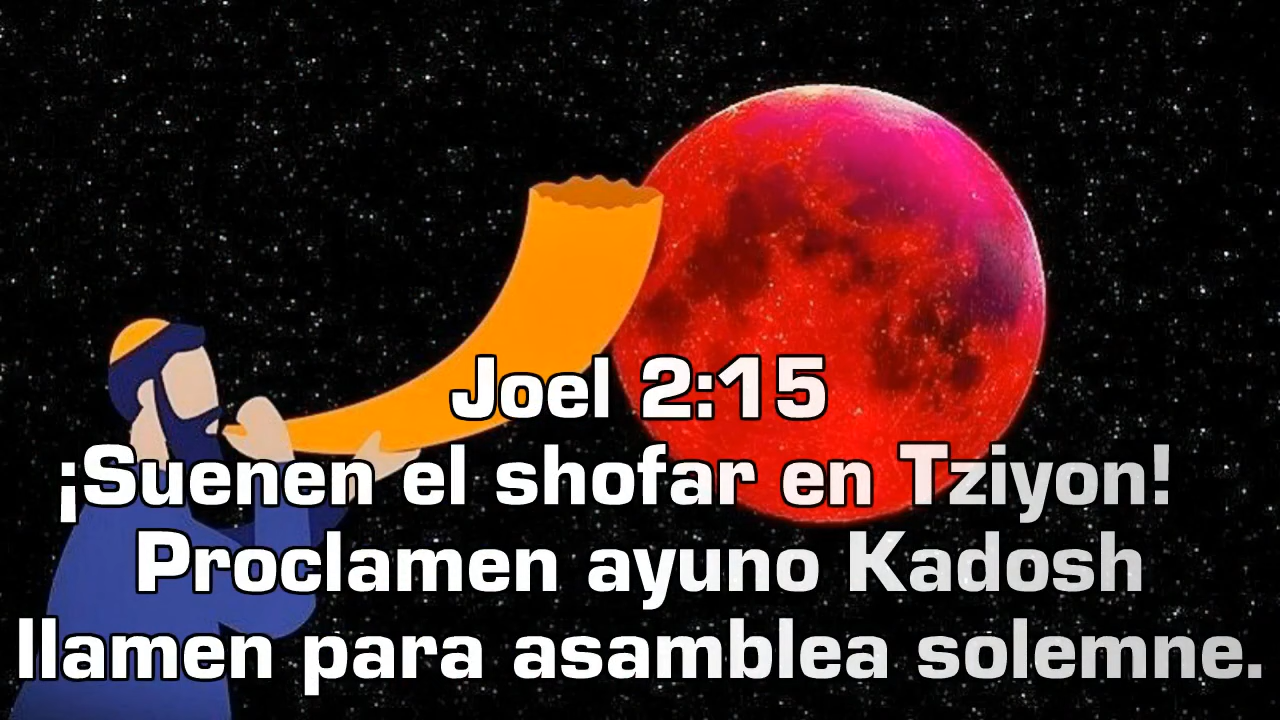 Joel 2:15
¡Suenen el shofar en Tziyon!
Proclamen ayuno Kadosh
llamen para asamblea solemne.